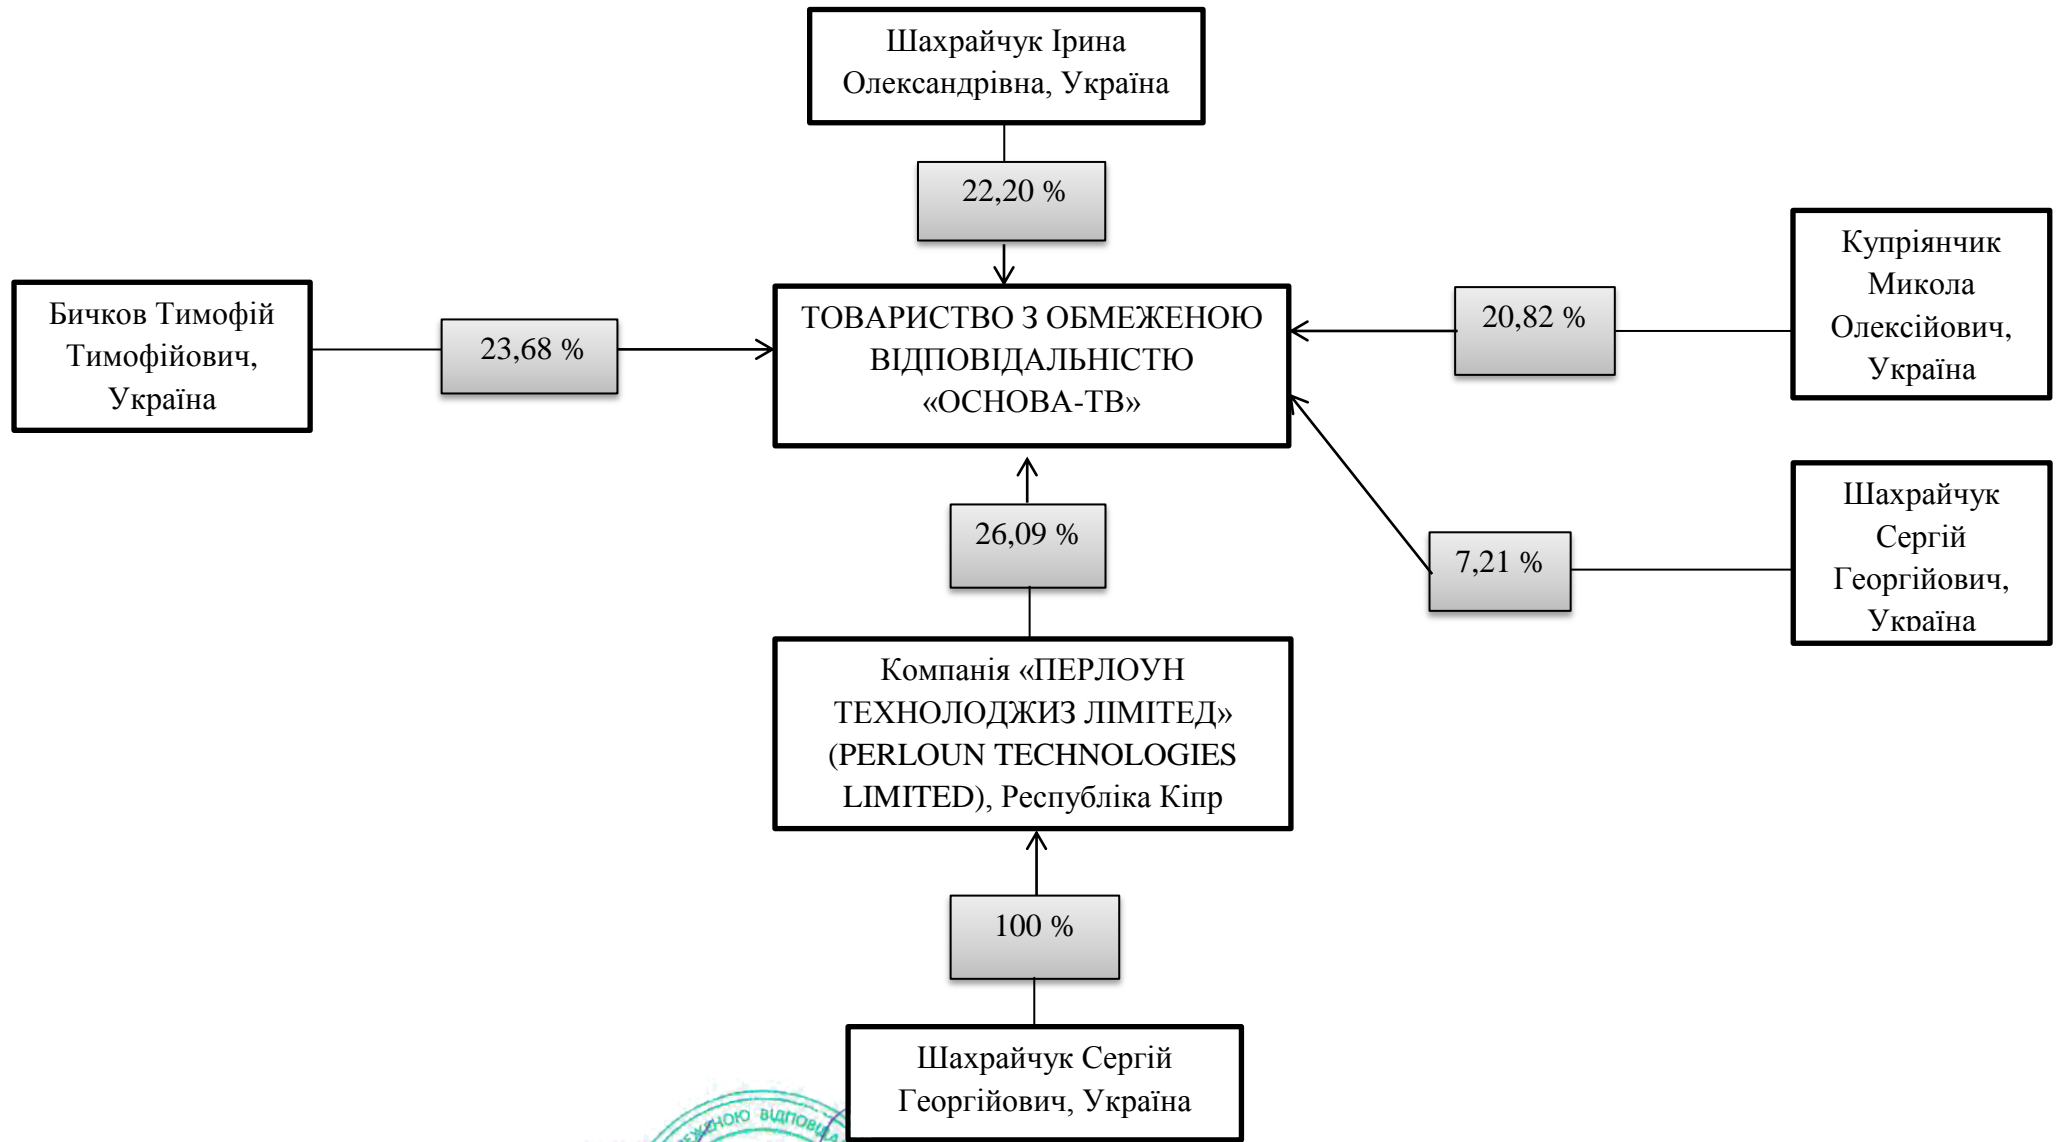 Шахрайчук Ірина
Олександрівна, Україна
22,20 %
Бичков Тимофій
Тимофійович,
Україна
23,68 %
ТОВАРИСТВО З ОБМЕЖЕНОЮ
ВІДПОВІДАЛЬНІСТЮ
«ОСНОВА-ТВ»
20,82 %
Купріянчик
Микола
Олексійович,
Україна
7,21 %
Шахрайчук
Сергій
Георгійович,
Україна
26,09 %
Компанія «ПЕРЛОУН
ТЕХНОЛОДЖИЗ ЛІМІТЕД»
(PERLOUN TECHNOLOGIES
LIMITED), Республіка Кіпр
100 %
Шахрайчук Сергій
Георгійович, Україна